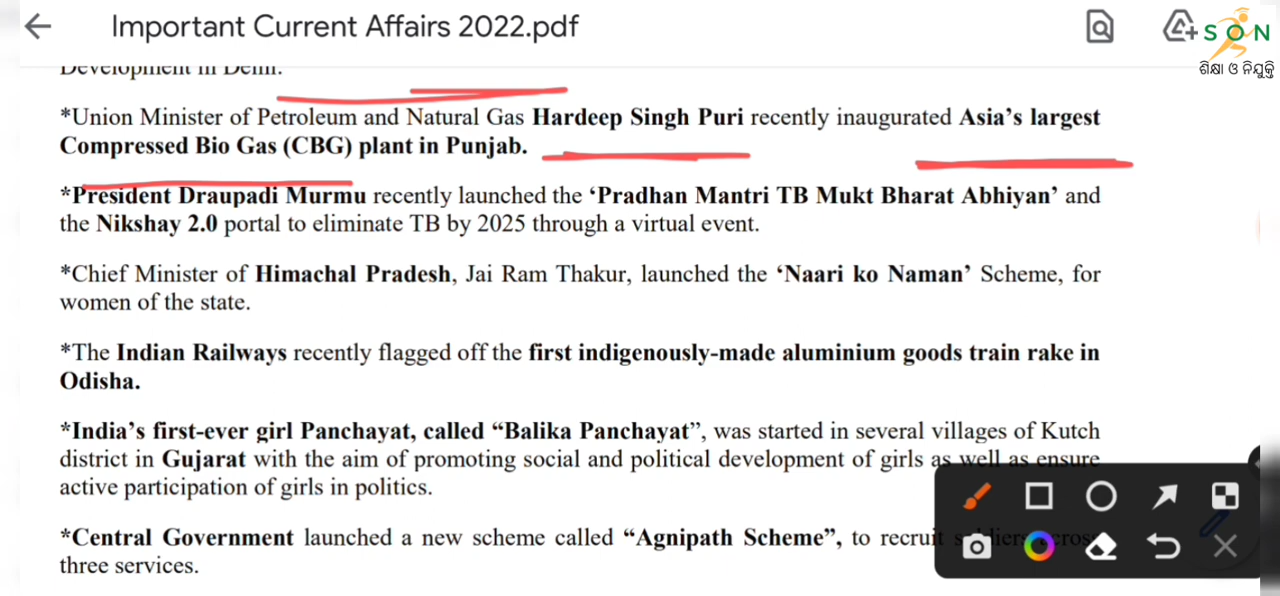 Important Current Affairs 2022.pdf
SON
ଶିକ୍ଷା ଓ ନିଯୁକ୍ତି
Development in Delhi.
*Union Minister of Petroleum and Natural Gas Hardeep Singh Puri recently inaugurated Asia’s largest
Compressed Bio Gas (CBG) plant in Punjab.
*President Draupadi Murmu recently launched the ‘Pradhan Mantri TB Mukt Bharat Abhiyan’ and
the Nikshay 2.0 portal to eliminate TB by 2025 through a virtual event.
*Chief Minister of Himachal Pradesh, Jai Ram Thakur, launched the ‘Naari ko Naman’ Scheme, for
women of the state.
*The Indian Railways recently flagged off the first indigenously-made aluminium goods train rake in
Odisha.
*India’s first-ever girl Panchayat, called “Balika Panchayat”, was started in several villages of Kutch
district in Gujarat with the aim of promoting social and political development of girls as well as ensure
active participation of girls in politics.
*Central Government launched a new scheme called “Agnipath Scheme”, to recruit soldiers across
three services.